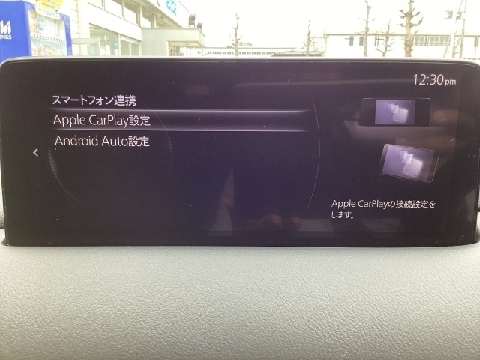 12:30pm
スマートフォン連携
Apple CarPlay設定
Android Auto設定
Apple CarPlayの接続設定を
します。